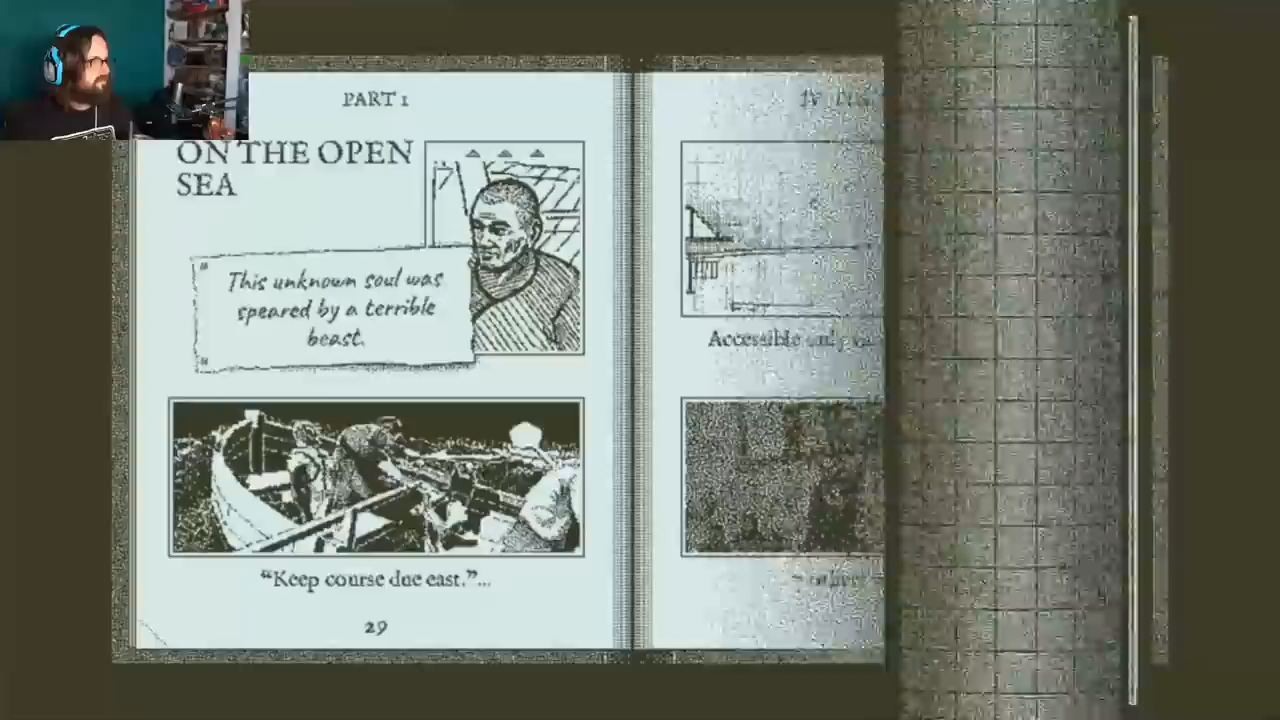 PART 1
ON THE OPEN
SEA
This unknown soul was
speared by a terrible
beast.
"Keep course due east."...
29
Accessible only